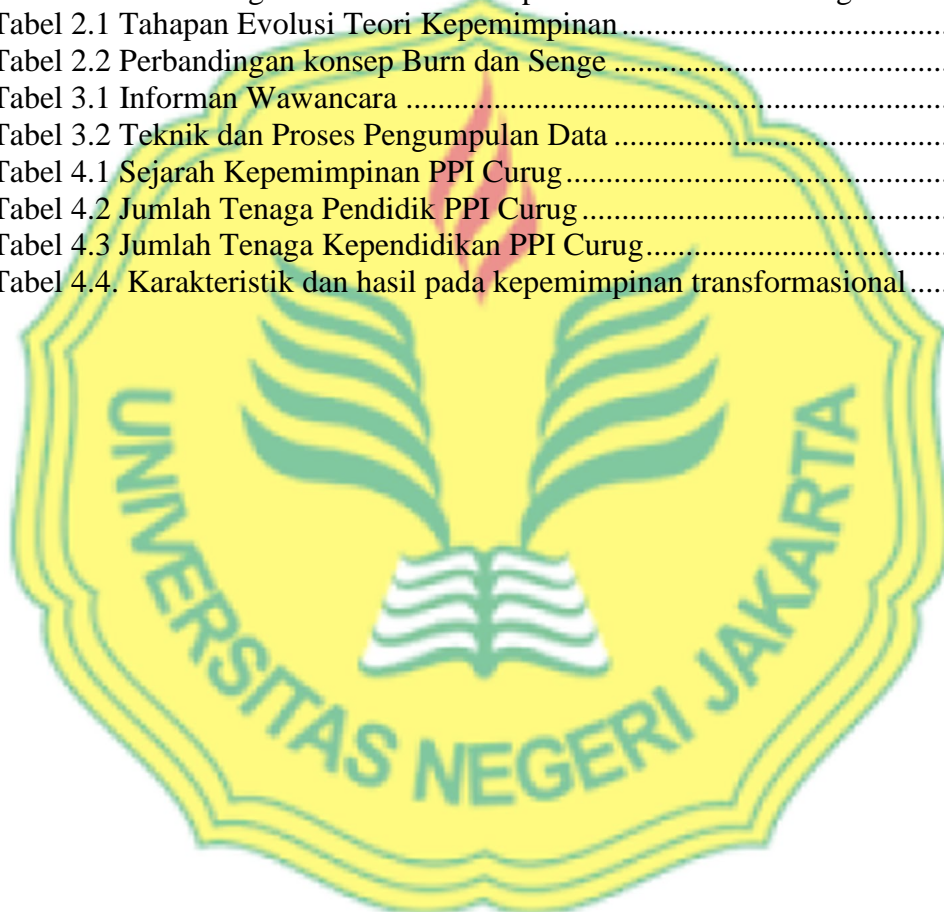 Tabel 2.1 Tahapan Evolusi Teori Kepemimpinan.......................................
Tabel 2.2 Perbandingan konsep Burn dan Senge.......................................
Tabel 3.1 Informan Wawancara.......................................
Tabel 3.2 Teknik dan Proses Pengumpulan Data.......................................
Tabel 4.1 Sejarah Kepemimpinan PPI Curug.......................................
Tabel 4.2 Jumlah Tenaga Pendidik PPI Curug.......................................
Tabel 4.3 Jumlah Tenaga Kependidikan PPI Curug.......................................
Tabel 4.4. Karakteristik dan hasil pada kepemimpinan transformasional.....
UNIVERSITAS NEGERI JAKARTA